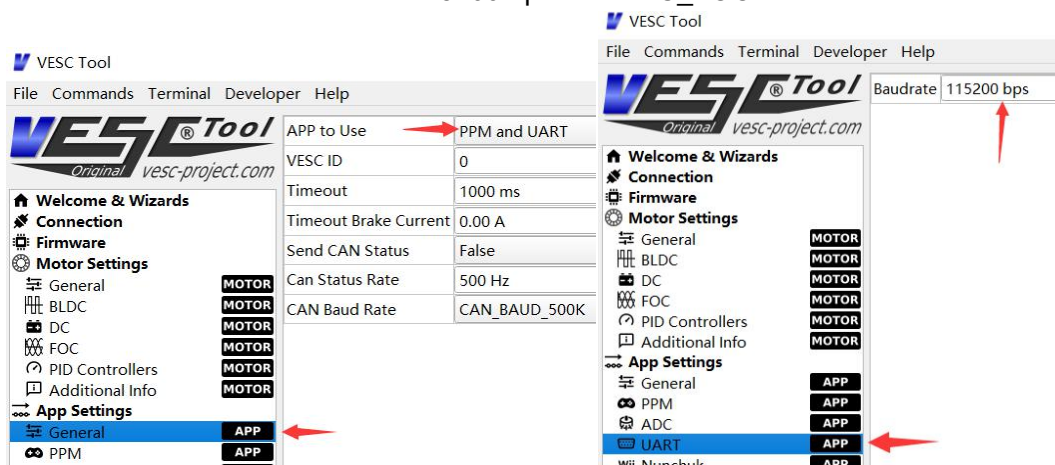 VESC Tool
File Commands Terminal Developer Help
VESC® Tool
Original vesc-project.com
Welcome & Wizards
Connection
Firmware
Motor Settings
General MOTOR
BLDC MOTOR
DC MOTOR
FOC MOTOR
PID Controllers MOTOR
Additional Info MOTOR
App Settings
General APP
PPM APP
APP to Use PPM and UART
VESC ID 0
Timeout 1000 ms
Timeout Brake Current 0.00 A
Send CAN Status False
Can Status Rate 500 Hz
CAN Baud Rate CAN_BAUD_500K
VESC Tool
File Commands Terminal Developer Help
VESC® Tool
Original vesc-project.com
Welcome & Wizards
Connection
Firmware
Motor Settings
General MOTOR
BLDC MOTOR
DC MOTOR
FOC MOTOR
PID Controllers MOTOR
Additional Info MOTOR
App Settings
General APP
PPM APP
ADC APP
UART APP
Nunchuk APP
Baudrate 115200 bps